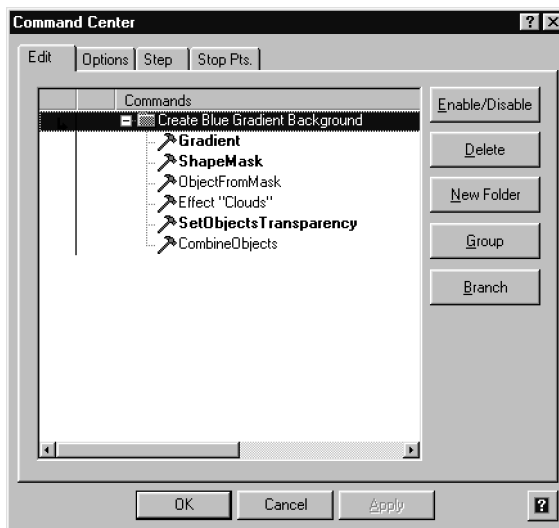 Command Center
Edit
Options
Step
Stop Pts.
Commands
Create Blue Gradient Background
Gradient
ShapeMask
ObjectFromMask
Effect "Clouds"
SetObjectsTransparency
CombineObjects
Enable/Disable
Delete
New Folder
Group
Branch
OK
Cancel
Apply